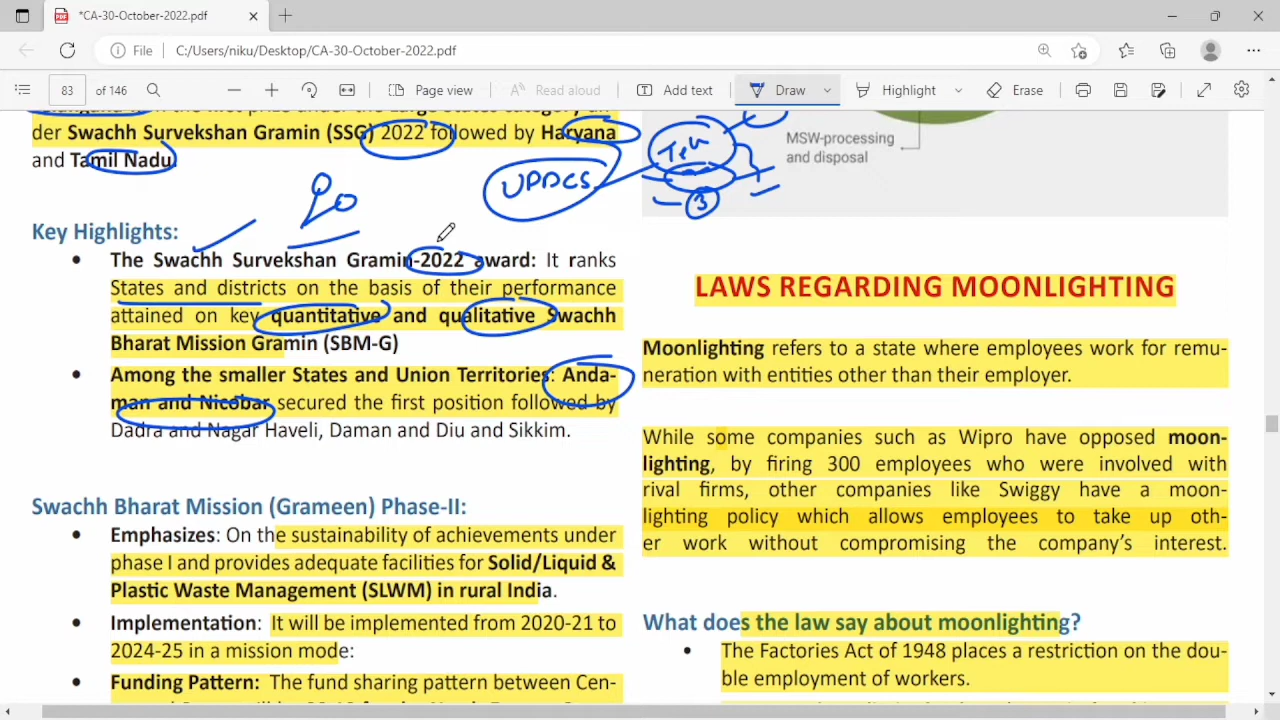 *CA-30-October-2022.pdf
File C:/Users/niku/Desktop/CA-30-October-2022.pdf
83 of 146 Page view Read aloud Add text Draw Highlight Erase
der Swachh Survekshan Gramin (SSG) 2022 followed by Haryana
and Tamil Nadu.
Key Highlights:
• The Swachh Survekshan Gramin-2022 award: It ranks
States and districts on the basis of their performance
attained on key quantitative and qualitative Swachh
Bharat Mission Gramin (SBM-G)
• Among the smaller States and Union Territories: Anda-
man and Nicobar secured the first position followed by
Dadra and Nagar Haveli, Daman and Diu and Sikkim.
Swachh Bharat Mission (Grameen) Phase-II:
• Emphasizes: On the sustainability of achievements under
phase I and provides adequate facilities for Solid/Liquid &
Plastic Waste Management (SLWM) in rural India.
• Implementation: It will be implemented from 2020-21 to
2024-25 in a mission mode:
• Funding Pattern: The fund sharing pattern between Cen-
MSW-processing
and disposal
UPDCS
Tel
3
LAWS REGARDING MOONLIGHTING
Moonlighting refers to a state where employees work for remu-
neration with entities other than their employer.
While some companies such as Wipro have opposed moon-
lighting, by firing 300 employees who were involved with
rival firms, other companies like Swiggy have a moon-
lighting policy which allows employees to take up oth-
er work without compromising the company's interest.
What does the law say about moonlighting?
• The Factories Act of 1948 places a restriction on the dou-
ble employment of workers.